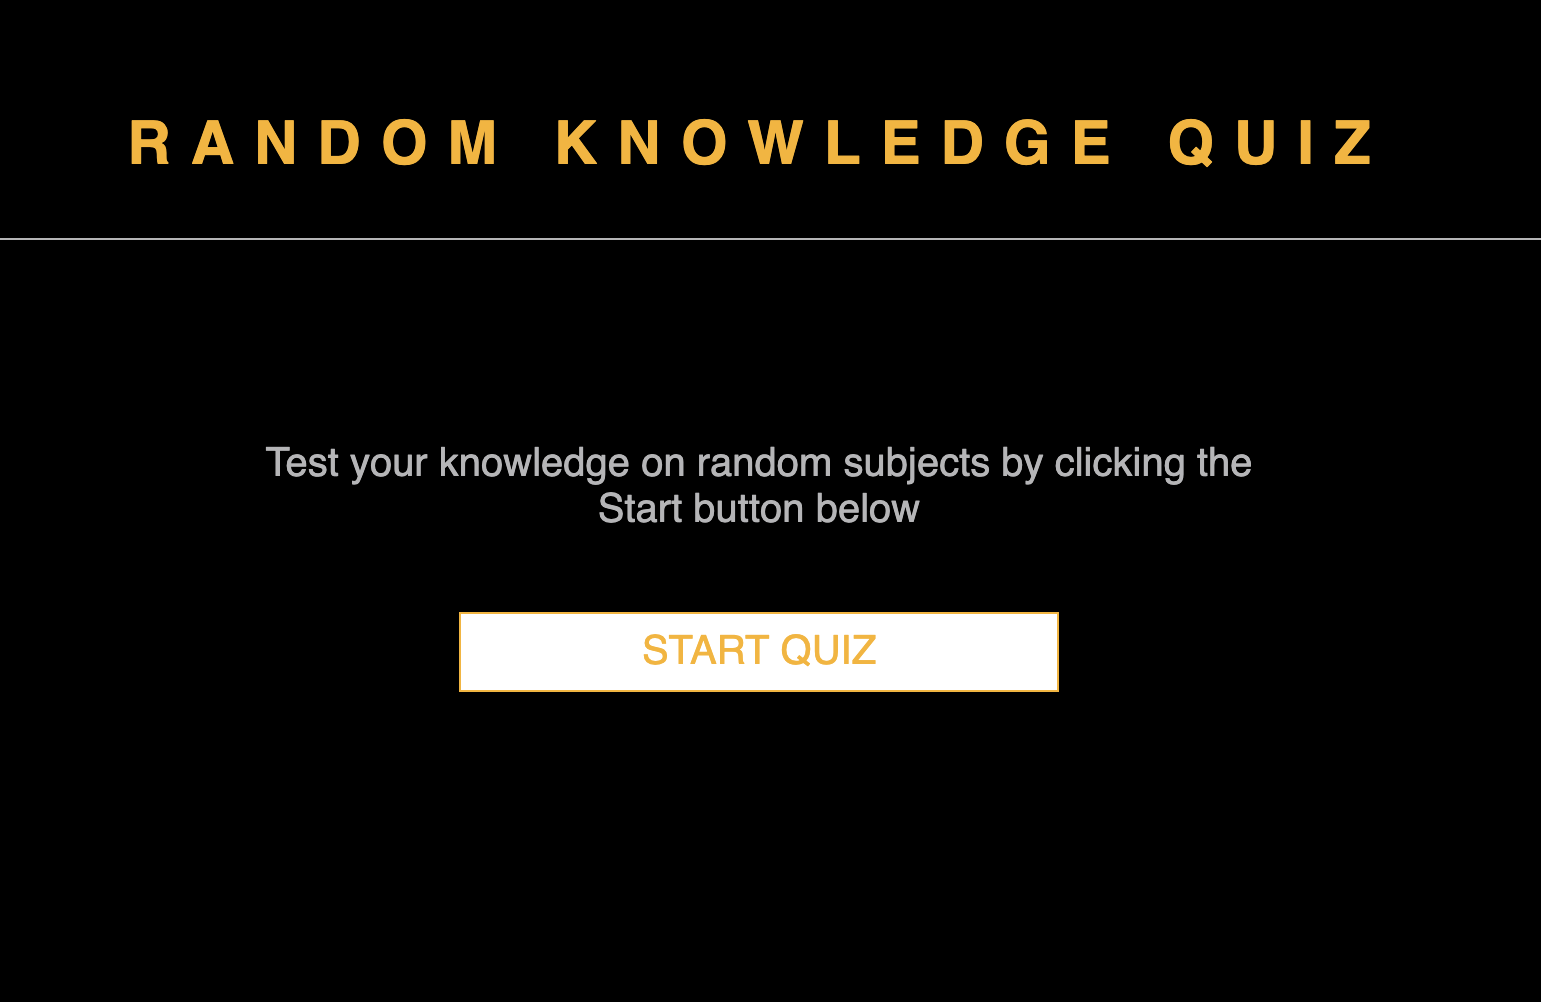 RANDOM KNOWLEDGE QUIZ
Test your knowledge on random subjects by clicking the
Start button below
START QUIZ